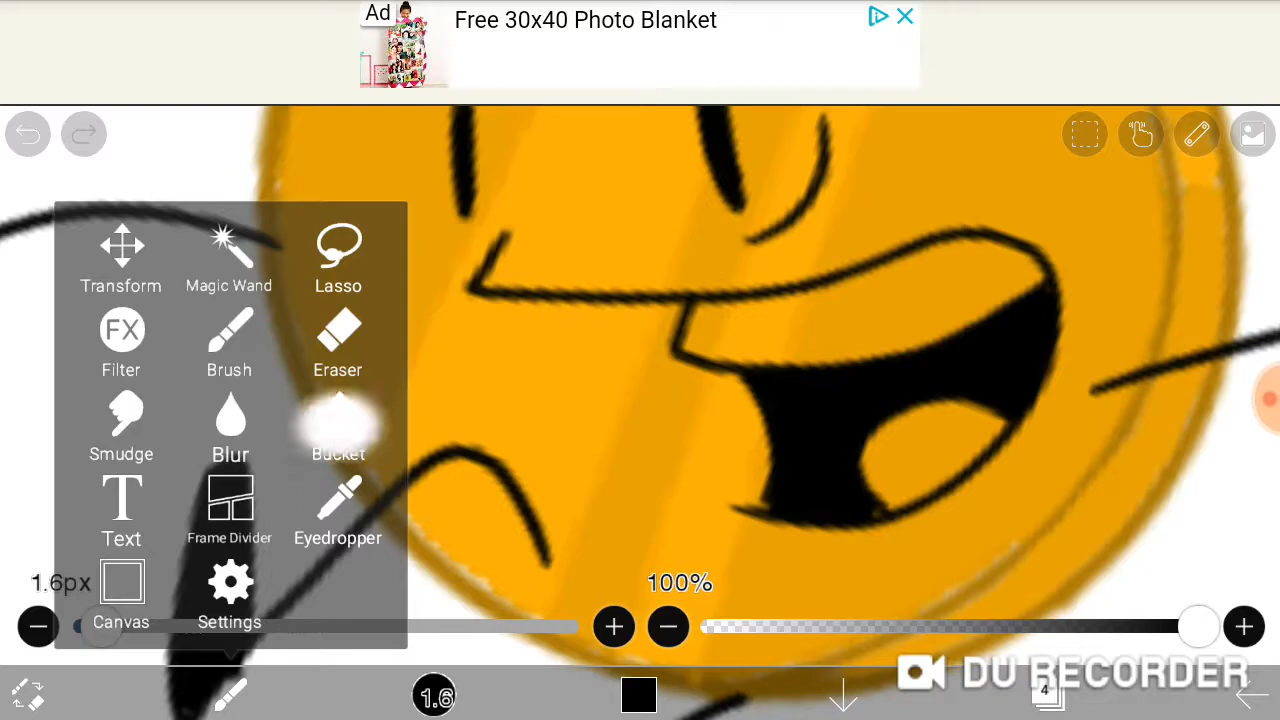 Ad
Free 30x40 Photo Blanket
Transform
Magic Wand
Lasso
FX
Filter
Brush
Eraser
Smudge
Blur
Bucket
T
Text
Frame Divider
Eyedropper
Canvas
Settings
1.6px
100%
1.6
4
DU RECORDER